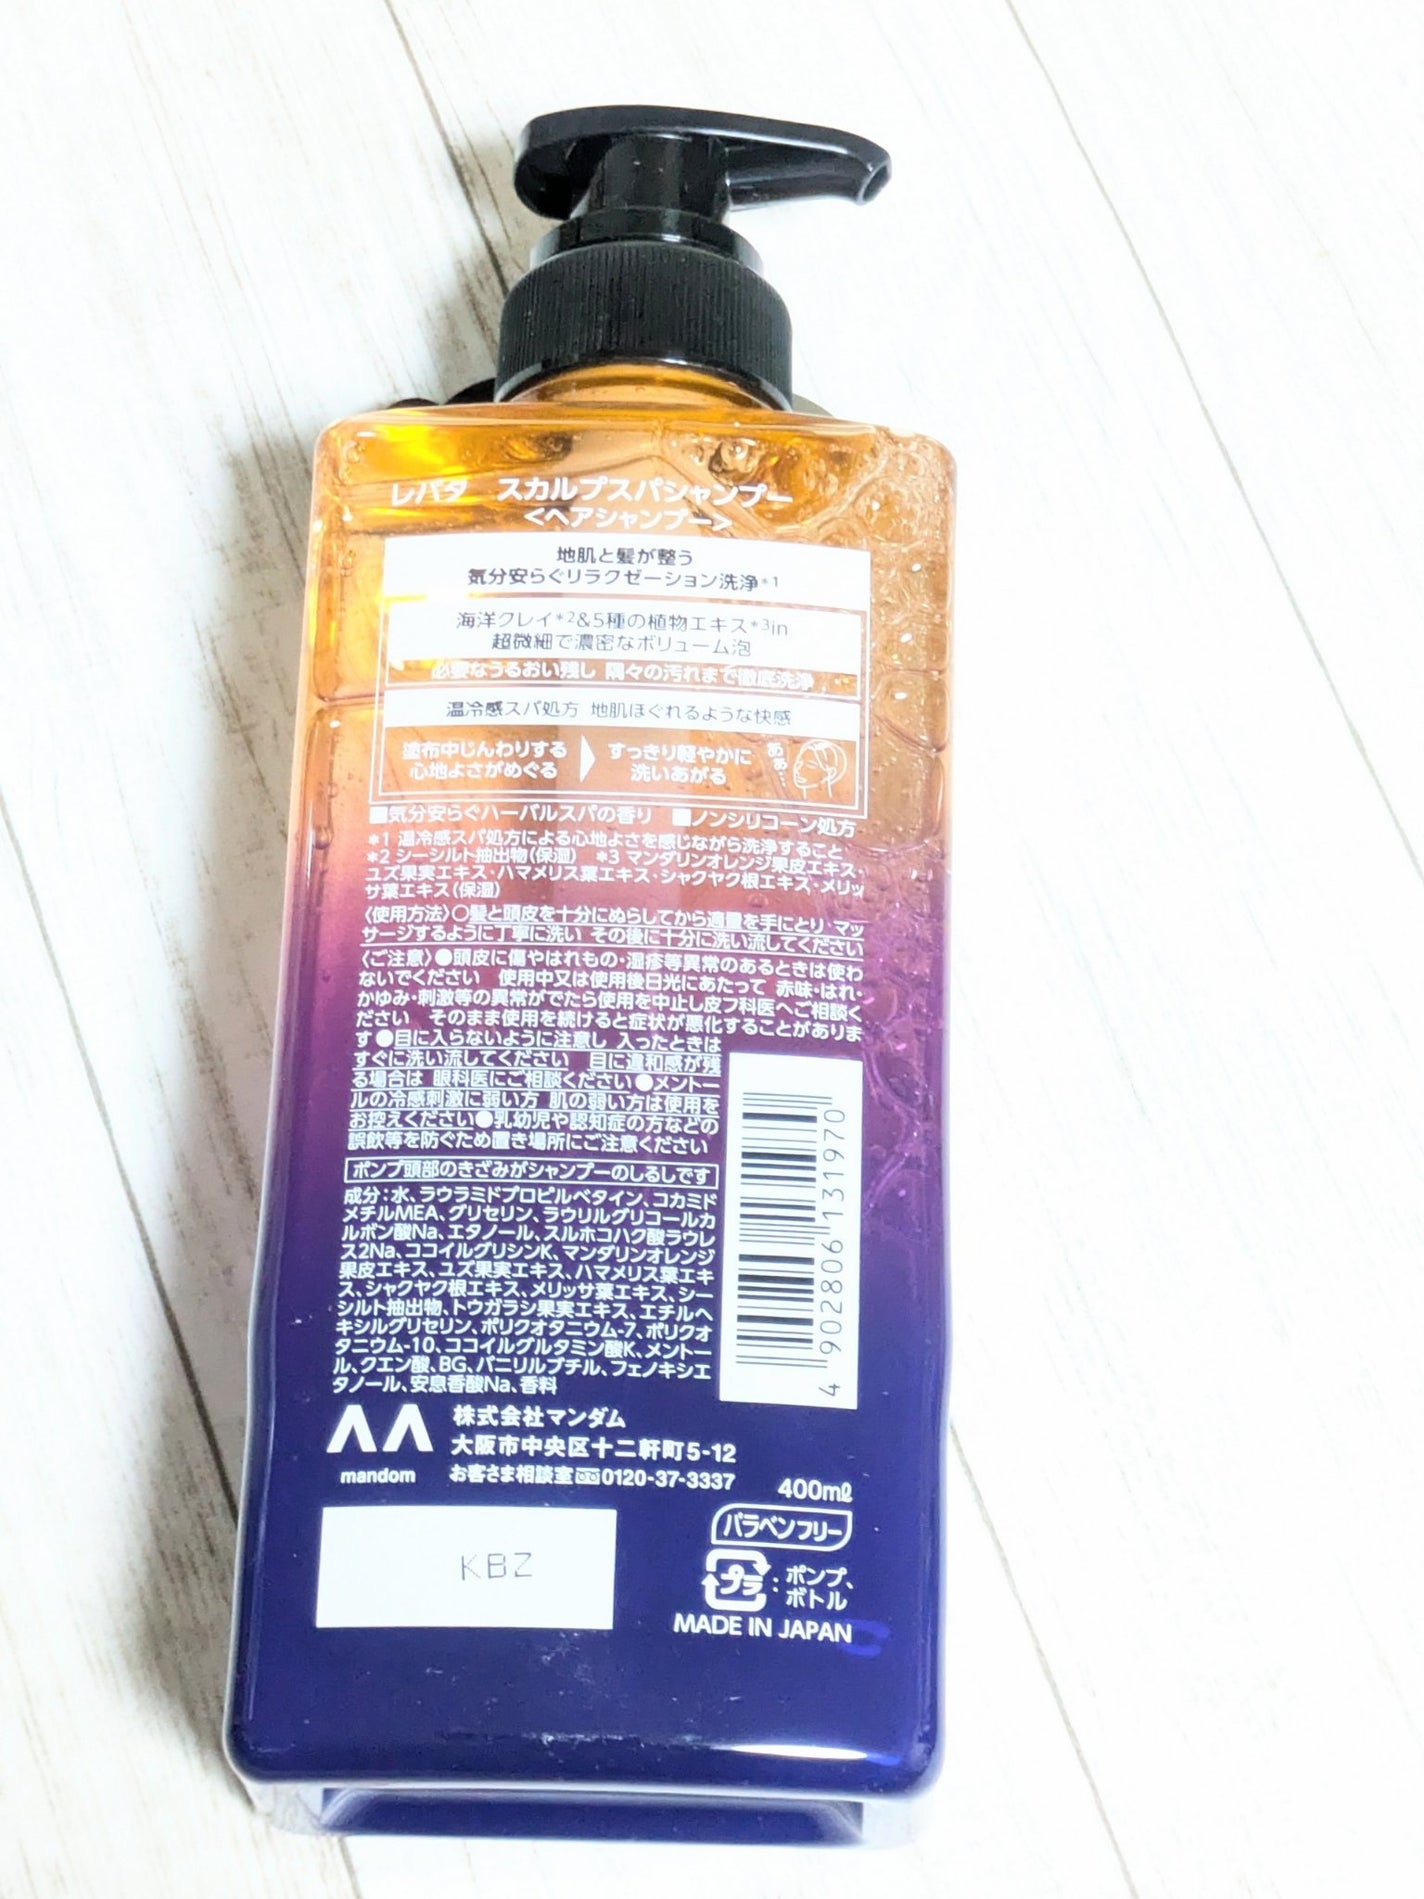 レバタ スカルプスパシャンプー
<ヘアシャンプー>
地肌と髪が整う
気分安らぐリラクゼーション洗浄*1
海洋クレイ*2&5種の植物エキス*3in
超微細で濃密なボリューム泡
必要なうるおい残し 隅々の汚れまで徹底洗浄
温冷感スパ処方 地肌ほぐれるような快感
塗布中じんわりする
心地よさがめぐる
すっきり軽やかに
洗いあがる
あぁ…
■気分安らぐハーバルスパの香り ■ノンシリコーン処方
*1 温冷感スパ処方による心地よさを感じながら洗浄すること
*2 シーシルト抽出物(保湿) *3 マンダリンオレンジ果皮エキス・
ユズ果実エキス・ハマメリス葉エキス・シャクヤク根エキス・メリッ
サ葉エキス(保湿)
〈使用方法〉○髪と頭皮を十分にぬらしてから適量を手にとり マッ
サージするように丁寧に洗い その後に十分に洗い流してください
〈ご注意〉●頭皮に傷やはれもの・湿疹等異常のあるときは使わ
ないでください 使用中又は使用後日光にあたって 赤味・はれ・
かゆみ・刺激等の異常がでたら使用を中止し皮フ科医へご相談く
ださい そのまま使用を続けると症状が悪化することがありま
す●目に入らないように注意し 入ったときは
すぐに洗い流してください 目に違和感が残
る場合は 眼科医にご相談ください●メントー
ルの冷感刺激に弱い方 肌の弱い方は使用を
お控えください●乳幼児や認知症の方などの
誤飲等を防ぐため置き場所にご注意ください
ポンプ頭部のきざみがシャンプーのしるしです
成分:水、ラウラミドプロピルベタイン、コカミド
メチルMEA、グリセリン、ラウリルグリコールカ
ルボン酸Na、エタノール、スルホコハク酸ラウレ
ス2Na、ココイルグリシンK、マンダリンオレンジ
果皮エキス、ユズ果実エキス、ハマメリス葉エキ
ス、シャクヤク根エキス、メリッサ葉エキス、シー
シルト抽出物、トウガラシ果実エキス、エチルヘ
キシルグリセリン、ポリクオタニウム-7、ポリクオ
タニウム-10、ココイルグルタミン酸K、メントー
ル、クエン酸、BG、バニリルブチル、フェノキシエ
タノール、安息香酸Na、香料
4 902806 131970
mandom
株式会社マンダム
大阪市中央区十二軒町5-12
お客さま相談室 0120-37-3337
400mℓ
パラベンフリー
プラ:ポンプ、
ボトル
MADE IN JAPAN
KBZ